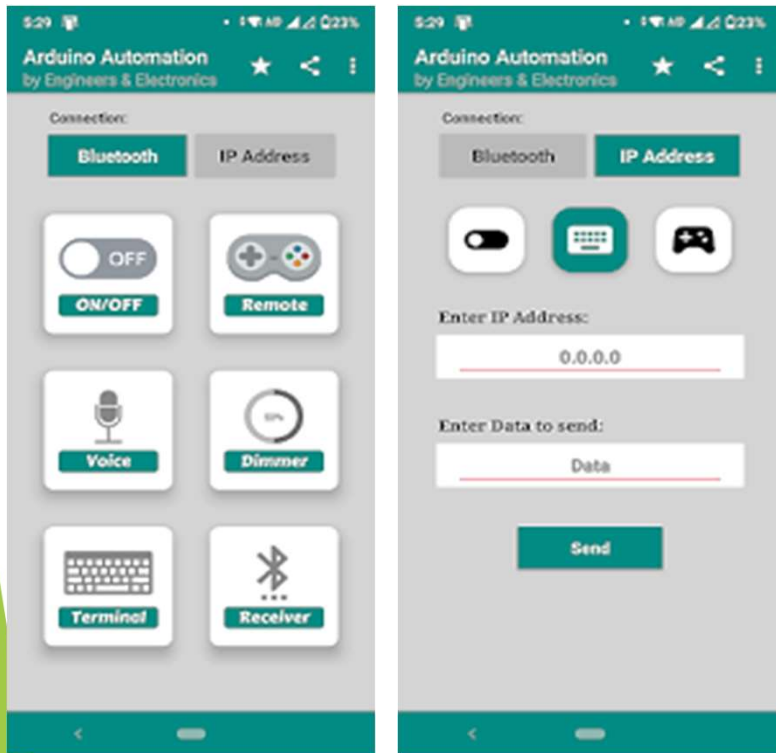 5:29
23%
Arduino Automation
by Engineers & Electronics
Connection:
Bluetooth
IP Address
OFF
ON/OFF
Remote
Voice
Dimmer
Terminal
Receiver
5:29
23%
Arduino Automation
by Engineers & Electronics
Connection:
Bluetooth
IP Address
Enter IP Address:
0.0.0.0
Enter Data to send:
Data
Send